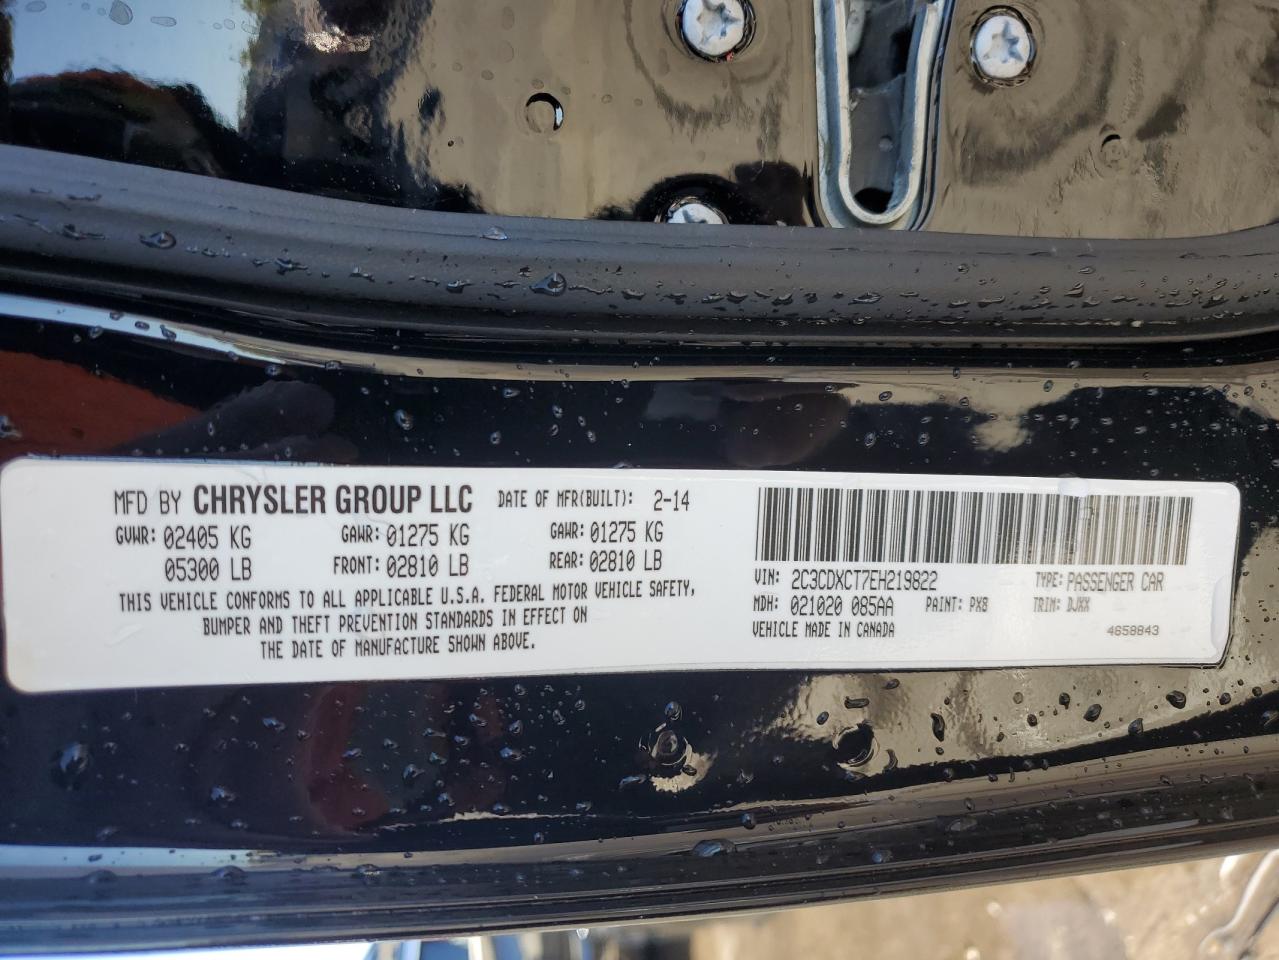 MFD BY CHRYSLER GROUP LLC DATE OF MFR(BUILT): 2-14
GVWR: 02405 KG GAWR: 01275 KG GAWR: 01275 KG
05300 LB FRONT: 02810 LB REAR: 02810 LB
THIS VEHICLE CONFORMS TO ALL APPLICABLE U.S.A. FEDERAL MOTOR VEHICLE SAFETY,
BUMPER AND THEFT PREVENTION STANDARDS IN EFFECT ON
THE DATE OF MANUFACTURE SHOWN ABOVE.
VIN: 2C3CDXCT7EH219822 TYPE: PASSENGER CAR
MDH: 021020 085AA PAINT: PX8 TRIM: DJXX
VEHICLE MADE IN CANADA 4658843